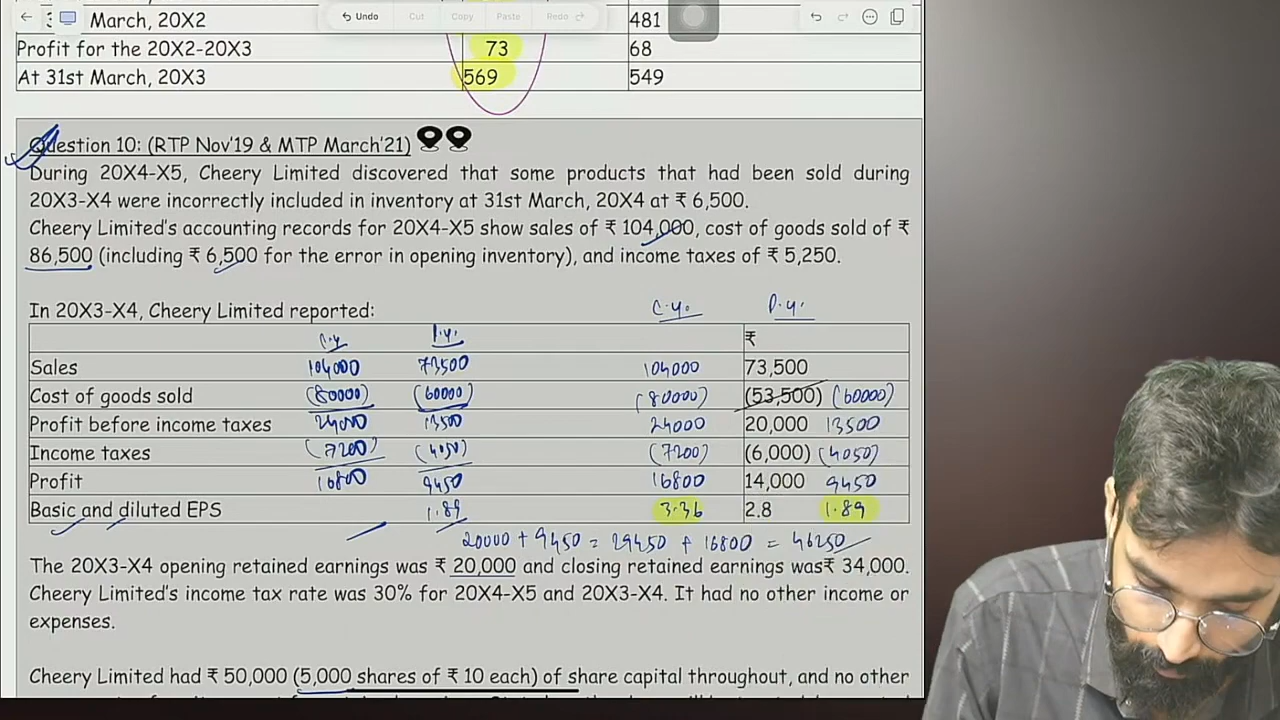 Undo Cut Copy Paste Redo
March, 20X2 481
Profit for the 20X2-20X3 73 68
At 31st March, 20X3 569 549
Question 10: (RTP Nov'19 & MTP March'21)
During 20X4-X5, Cheery Limited discovered that some products that had been sold during
20X3-X4 were incorrectly included in inventory at 31st March, 20X4 at ₹ 6,500.
Cheery Limited's accounting records for 20X4-X5 show sales of ₹ 104,000, cost of goods sold of ₹
86,500 (including ₹ 6,500 for the error in opening inventory), and income taxes of ₹ 5,250.
C.y. P.y.
In 20X3-X4, Cheery Limited reported:
C.y. P.y. ₹
Sales 104000 73500 104000 73,500
Cost of goods sold (80000) (60000) (80000) (53,500) (60000)
Profit before income taxes 24000 13500 24000 20,000 13500
Income taxes (7200) (4050) (7200) (6,000) (4050)
Profit 16800 9450 16800 14,000 9450
Basic and diluted EPS 1.89 3.36 2.8 1.89
20000 + 9450 = 29450 + 16800 = 46250
The 20X3-X4 opening retained earnings was ₹ 20,000 and closing retained earnings was₹ 34,000.
Cheery Limited's income tax rate was 30% for 20X4-X5 and 20X3-X4. It had no other income or
expenses.
Cheery Limited had ₹ 50,000 (5,000 shares of ₹ 10 each) of share capital throughout, and no other